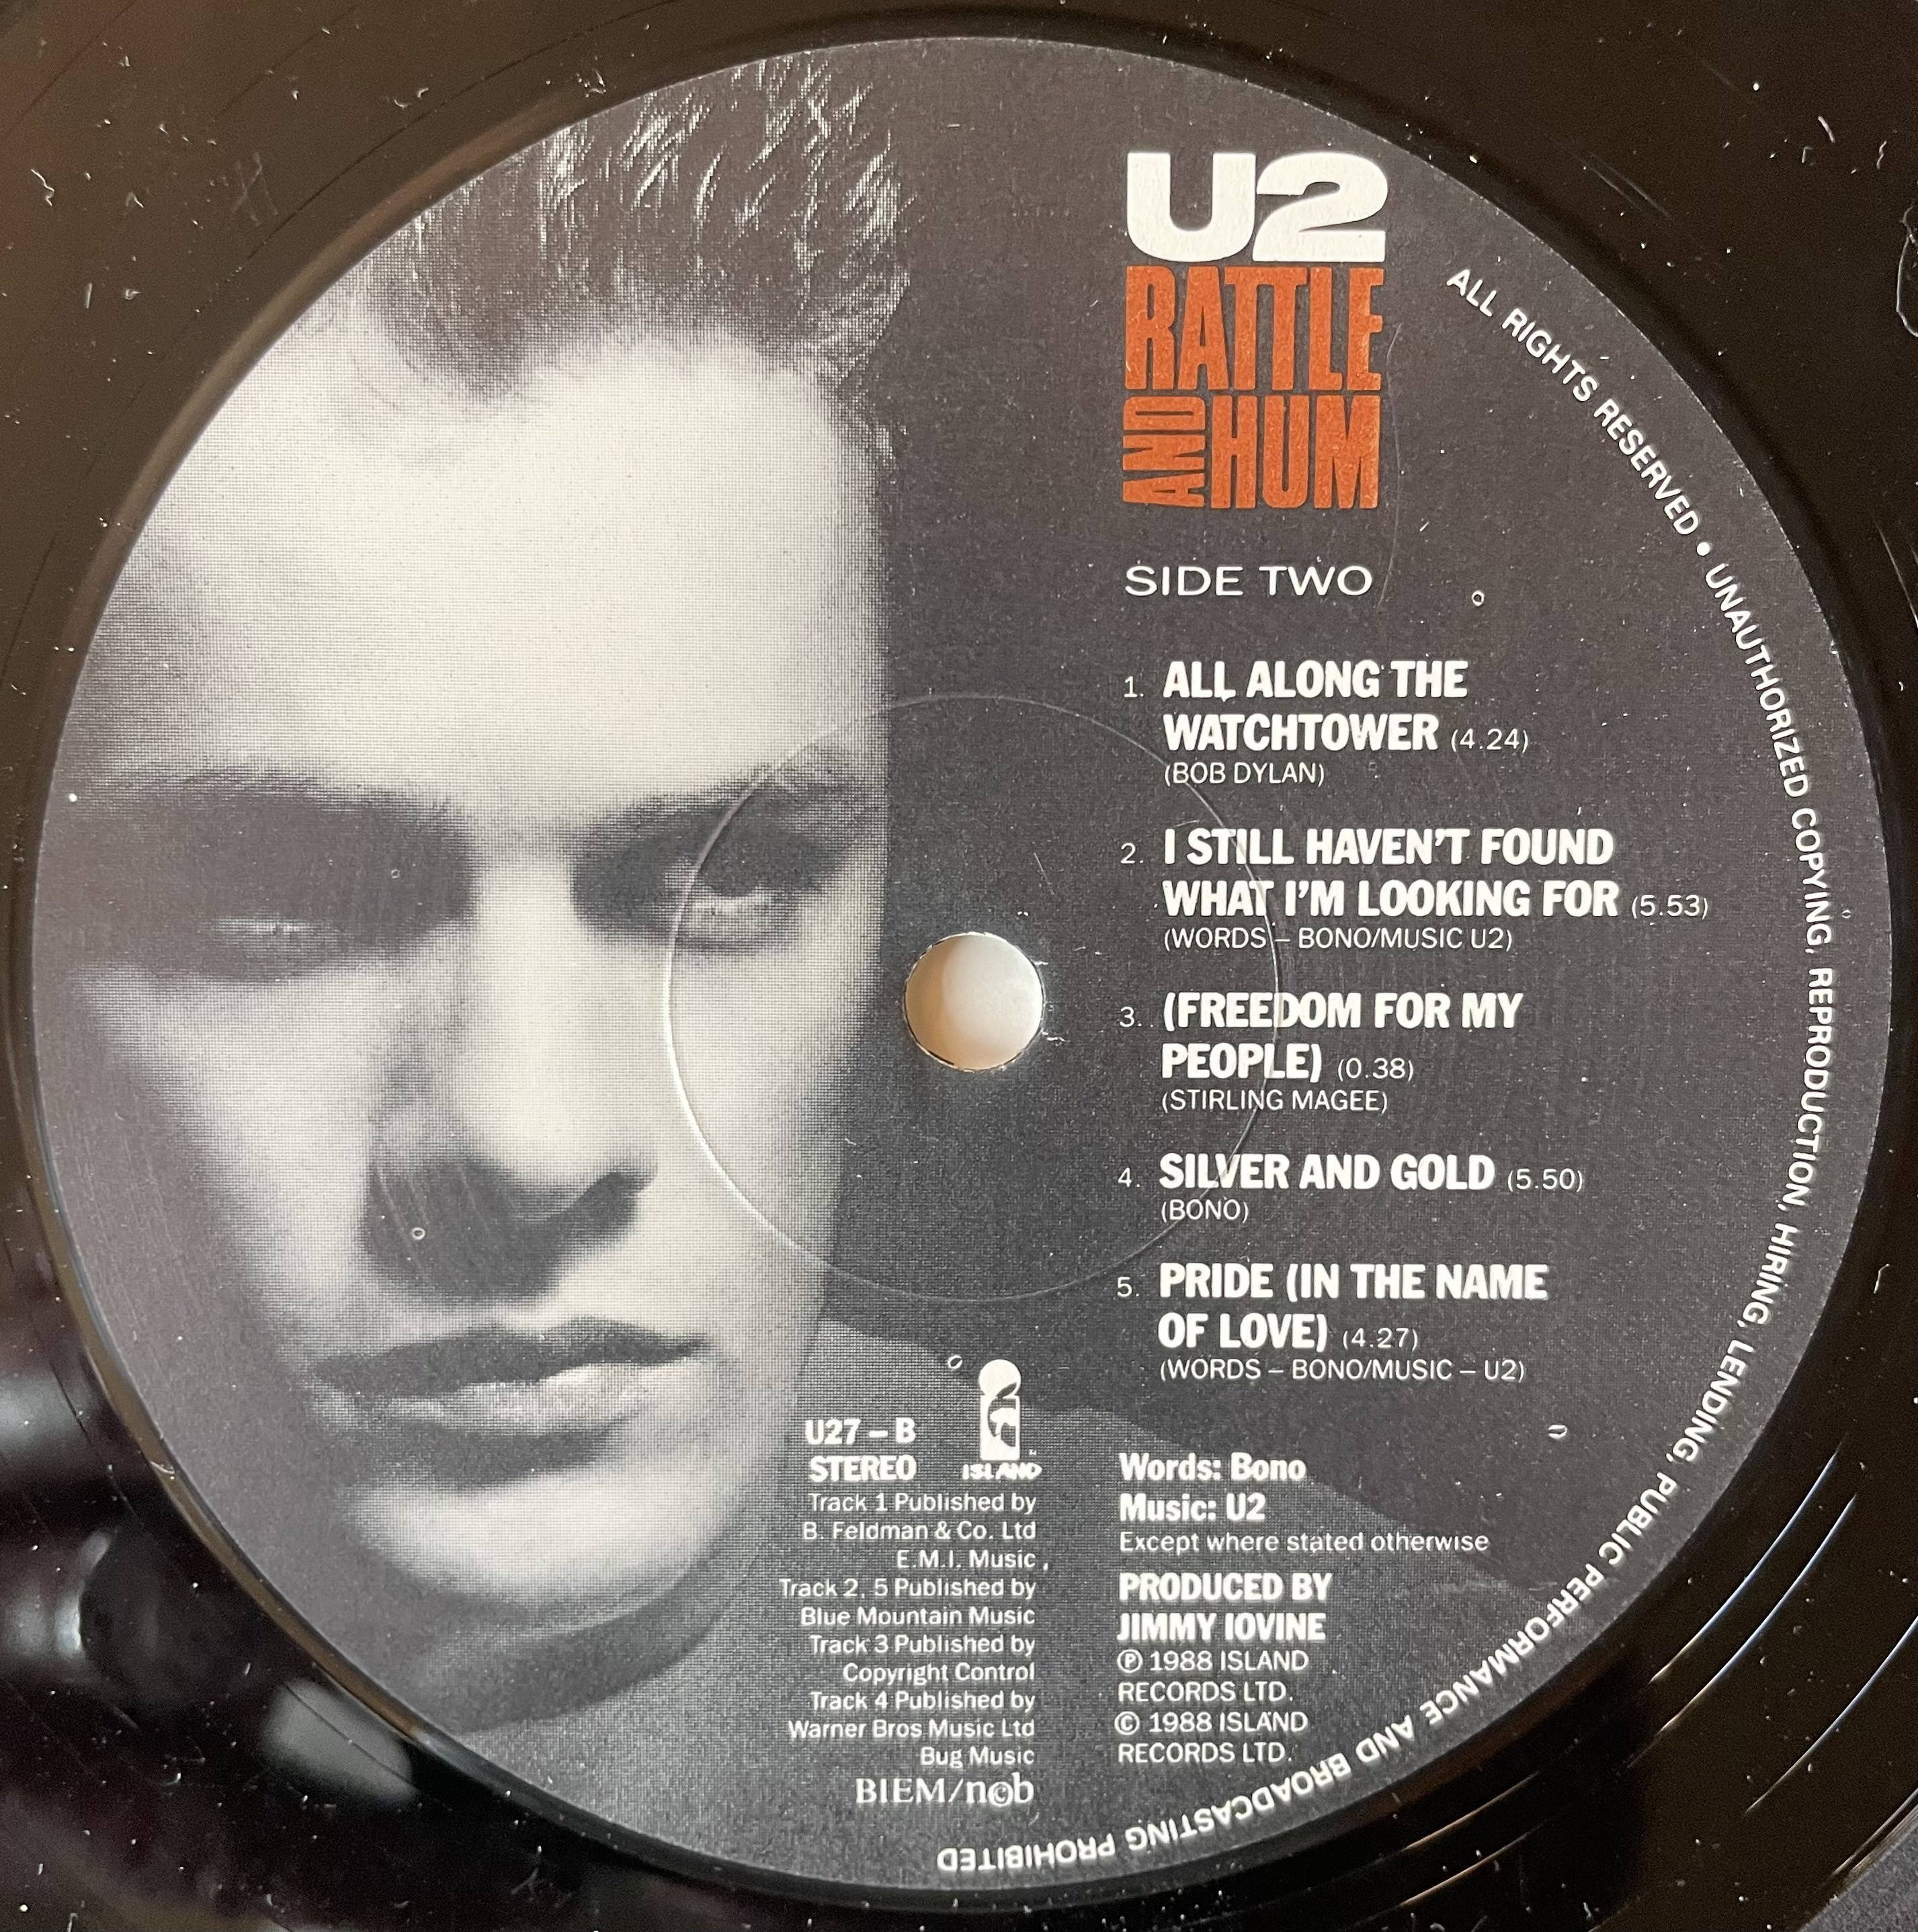 U2
RATTLE
AND HUM
SIDE TWO
1. ALL ALONG THE
WATCHTOWER (4.24)
(BOB DYLAN)
2. I STILL HAVEN'T FOUND
WHAT I'M LOOKING FOR (5.53)
(WORDS – BONO/MUSIC U2)
3. (FREEDOM FOR MY
PEOPLE) (0.38)
(STIRLING MAGEE)
4. SILVER AND GOLD (5.50)
(BONO)
5. PRIDE (IN THE NAME
OF LOVE) (4.27)
(WORDS – BONO/MUSIC – U2)
U27 – B
STEREO
ISLAND
Track 1 Published by
B. Feldman & Co. Ltd
E.M.I. Music
Track 2, 5 Published by
Blue Mountain Music
Track 3 Published by
Copyright Control
Track 4 Published by
Warner Bros Music Ltd
Bug Music
BIEM/ncb
Words: Bono
Music: U2
Except where stated otherwise
PRODUCED BY
JIMMY IOVINE
℗ 1988 ISLAND
RECORDS LTD.
© 1988 ISLAND
RECORDS LTD.
ALL RIGHTS RESERVED • UNAUTHORIZED COPYING, REPRODUCTION, HIRING, LENDING, PUBLIC PERFORMANCE AND BROADCASTING PROHIBITED